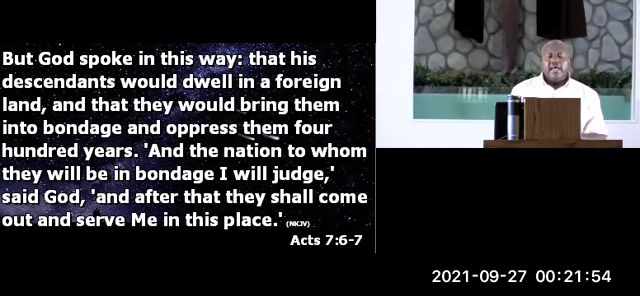 But God spoke in this way: that his
descendants would dwell in a foreign
land, and that they would bring them
into bondage and oppress them four
hundred years. 'And the nation to whom
they will be in bondage I will judge,'
said God, 'and after that they shall come
out and serve Me in this place.' (NKJV)
Acts 7:6-7
2021-09-27 00:21:54